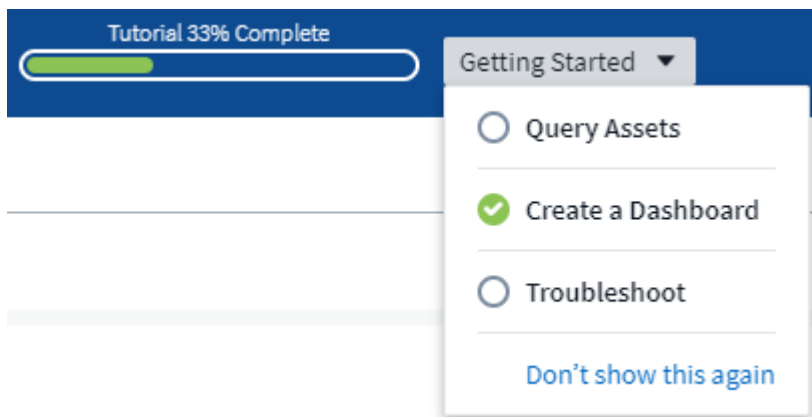 Tutorial 33% Complete
Getting Started
Query Assets
Create a Dashboard
Troubleshoot
Don’t show this again